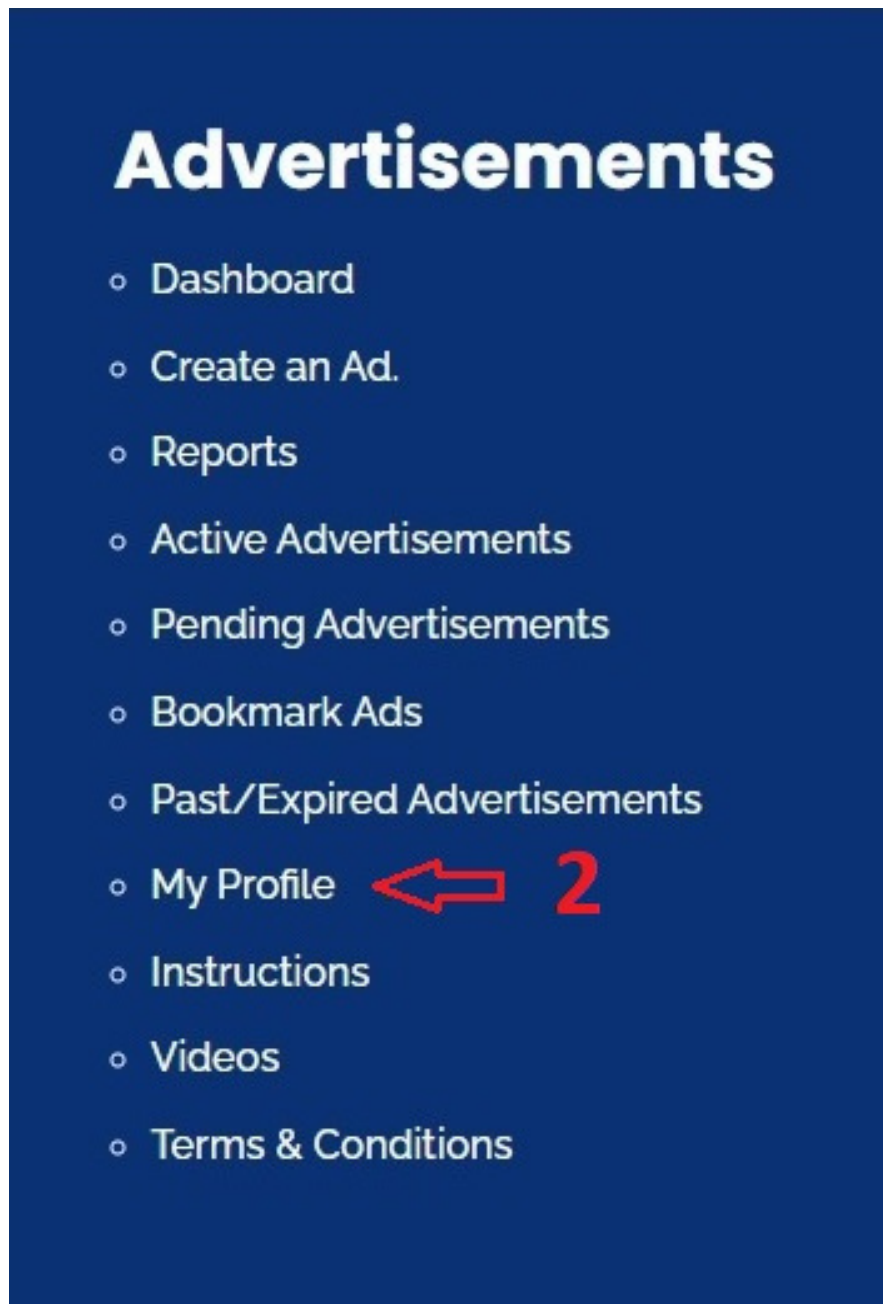 Advertisements
Dashboard
Create an Ad.
Reports
Active Advertisements
Pending Advertisements
Bookmark Ads
Past/Expired Advertisements
My Profile 2
Instructions
Videos
Terms & Conditions